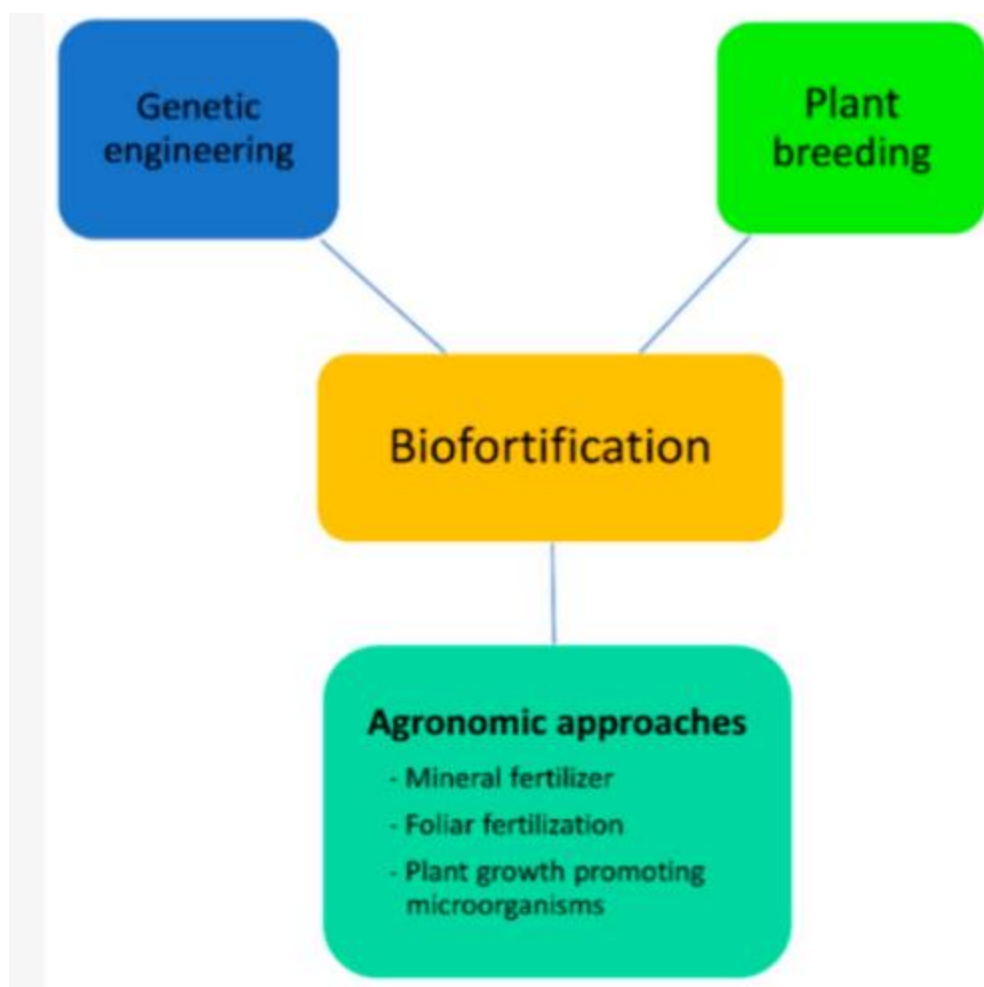 Genetic
engineering
Plant
breeding
Biofortification
Agronomic approaches
- Mineral fertilizer
- Foliar fertilization
- Plant growth promoting
microorganisms